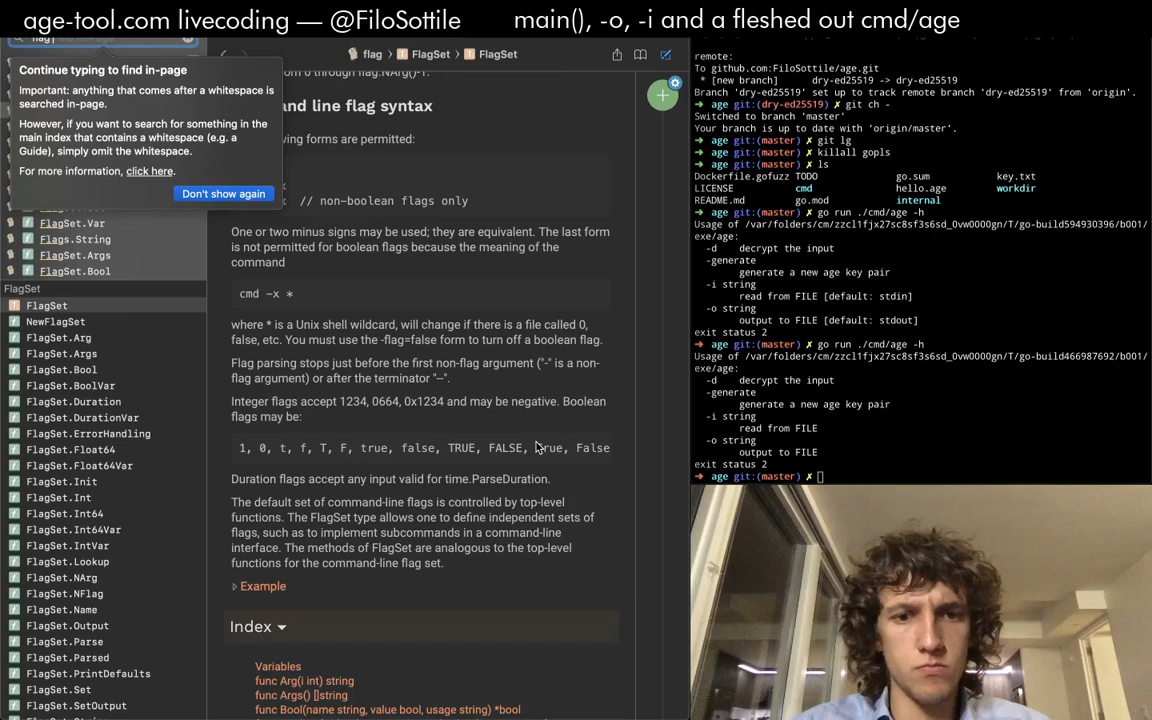 age-tool.com livecoding — @FiloSottile main(), -o, -i and a fleshed out cmd/age
flag
Continue typing to find in-page
Important: anything that comes after a whitespace is
searched in-page.
However, if you want to search for something in the
main index that contains a whitespace (e.g. a
Guide), simply omit the whitespace.
For more information, click here.
Don't show again
FlagSet.Var
Flags.String
FlagSet.Args
FlagSet.Bool
FlagSet
FlagSet
NewFlagSet
FlagSet.Arg
FlagSet.Args
FlagSet.Bool
FlagSet.BoolVar
FlagSet.Duration
FlagSet.DurationVar
FlagSet.ErrorHandling
FlagSet.Float64
FlagSet.Float64Var
FlagSet.Init
FlagSet.Int
FlagSet.Int64
FlagSet.Int64Var
FlagSet.IntVar
FlagSet.Lookup
FlagSet.NArg
FlagSet.NFlag
FlagSet.Name
FlagSet.Output
FlagSet.Parse
FlagSet.Parsed
FlagSet.PrintDefaults
FlagSet.Set
FlagSet.SetOutput
flag > FlagSet > FlagSet
and line flag syntax
ving forms are permitted:
x
x // non-boolean flags only
One or two minus signs may be used; they are equivalent. The last form
is not permitted for boolean flags because the meaning of the
command
cmd -x *
where * is a Unix shell wildcard, will change if there is a file called 0,
false, etc. You must use the -flag=false form to turn off a boolean flag.
Flag parsing stops just before the first non-flag argument ("-" is a non-
flag argument) or after the terminator "--".
Integer flags accept 1234, 0664, 0x1234 and may be negative. Boolean
flags may be:
1, 0, t, f, T, F, true, false, TRUE, FALSE, True, False
Duration flags accept any input valid for time.ParseDuration.
The default set of command-line flags is controlled by top-level
functions. The FlagSet type allows one to define independent sets of
flags, such as to implement subcommands in a command-line
interface. The methods of FlagSet are analogous to the top-level
functions for the command-line flag set.
Example
Index
Variables
func Arg(i int) string
func Args() []string
func Bool(name string, value bool, usage string) *bool
remote:
To github.com:FiloSottile/age.git
* [new branch] dry-ed25519 -> dry-ed25519
Branch 'dry-ed25519' set up to track remote branch 'dry-ed25519' from 'origin'.
➜ age git:(dry-ed25519) ✗ git ch -
Switched to branch 'master'
Your branch is up to date with 'origin/master'.
➜ age git:(master) ✗ git lg
➜ age git:(master) ✗ killall gopls
➜ age git:(master) ✗ ls
Dockerfile.gofuzz TODO go.sum key.txt
LICENSE cmd hello.age workdir
README.md go.mod internal
➜ age git:(master) ✗ go run ./cmd/age -h
Usage of /var/folders/cm/zzcl1fjx27sc8sf3s6sd_0vw0000gn/T/go-build594930396/b001/
exe/age:
-d decrypt the input
-generate
generate a new age key pair
-i string
read from FILE [default: stdin]
-o string
output to FILE [default: stdout]
exit status 2
➜ age git:(master) ✗ go run ./cmd/age -h
Usage of /var/folders/cm/zzcl1fjx27sc8sf3s6sd_0vw0000gn/T/go-build466987692/b001/
exe/age:
-d decrypt the input
-generate
generate a new age key pair
-i string
read from FILE
-o string
output to FILE
exit status 2
➜ age git:(master) ✗